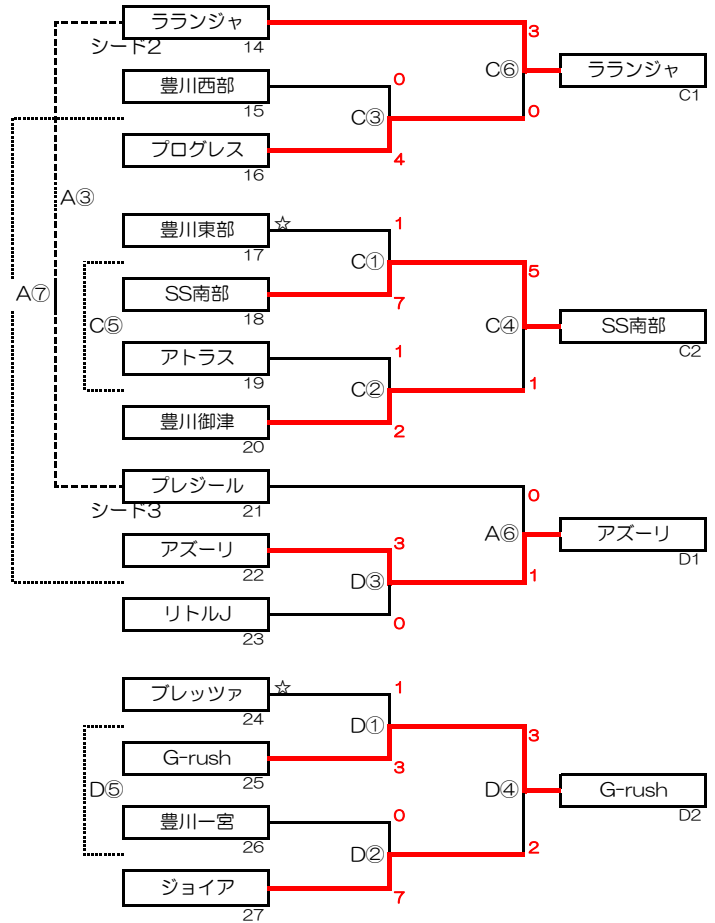 ラランジャ
シード2
14
3
C⑥
ラランジャ
C1
豊川西部
15
0
C③
0
プログレス
16
4
A③
豊川東部
☆
17
1
C①
5
A⑦
SS南部
18
7
C⑤
C④
SS南部
C2
アトラス
19
1
C②
1
豊川御津
20
2
プレジール
シード3
21
0
A⑥
アズーリ
D1
アズーリ
22
3
D③
1
リトルJ
23
0
ブレッツァ
☆
24
1
D①
3
G-rush
25
3
D⑤
D④
G-rush
D2
豊川一宮
26
0
D②
2
ジョイア
27
7